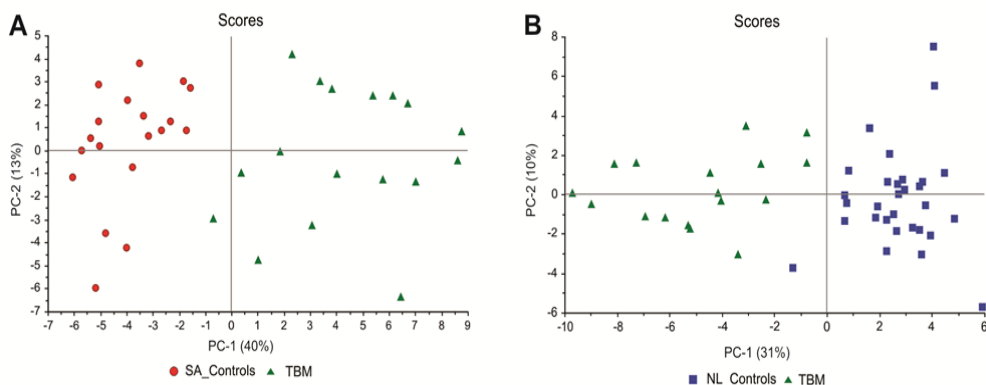 A
Scores
5
4
3
2
1
0
-1
-2
-3
-4
-5
-6
-7
PC-2 (13%)
-7 -6 -5 -4 -3 -2 -1 0 1 2 3 4 5 6 7 8 9
PC-1 (40%)
SA_Controls TBM
B
Scores
8
6
4
2
0
-2
-4
-6
PC-2 (10%)
-10 -8 -6 -4 -2 0 2 4 6
PC-1 (31%)
NL Controls TBM